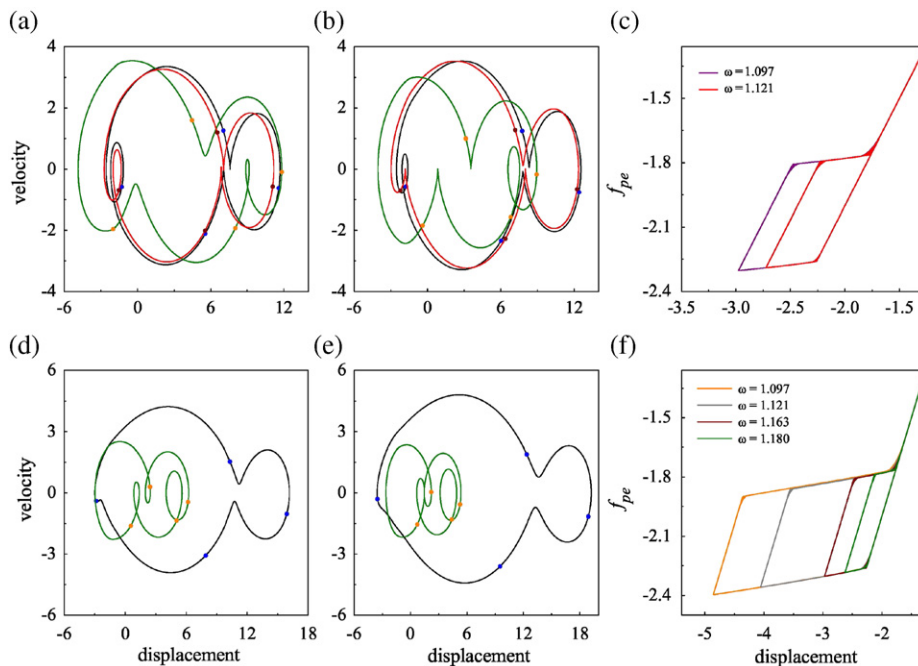 (a) (b) (c)
4 4
2 2 -1.5 ω = 1.097
ω = 1.121
velocity 0 0 f_pe -1.8
-2 -2 -2.1
-4 -4 -2.4
-6 0 6 12 -6 0 6 12 -3.5 -3.0 -2.5 -2.0 -1.5
(d) (e) (f)
6 6
ω = 1.097
3 3 -1.5 ω = 1.121
ω = 1.163
ω = 1.180
velocity 0 0 f_pe -1.8
-3 -3 -2.1
-6 -6 -2.4
-6 0 6 12 18 -6 0 6 12 18 -5 -4 -3 -2
displacement displacement displacement